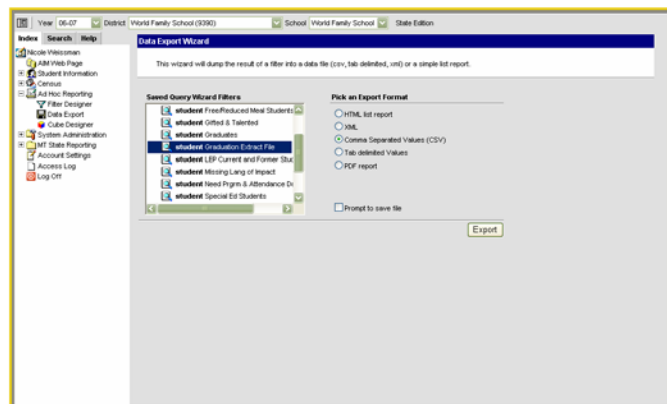 Year 06-07 District World Family School (9390) School World Family School State Edition
Index Search Help
Nicole Weissman
AIM Web Page
Student Information
Census
Ad Hoc Reporting
Filter Designer
Data Export
Cube Designer
System Administration
MT State Reporting
Account Settings
Access Log
Log Off
Data Export Wizard
This wizard will dump the result of a filter into a data file (csv, tab delimited, xml) or a simple list report.
Saved Query Wizard Filters
student Free/Reduced Meal Students
student Gifted & Talented
student Graduates
student Graduation Extract File
student LEP Current and Former Stuc
student Missing Lang of Impact
student Need Prgrm & Attendance Dc
student Special Ed Students
Pick an Export Format
HTML list report
XML
Comma Separated Values (CSV)
Tab delimited Values
PDF report
Prompt to save file
Export